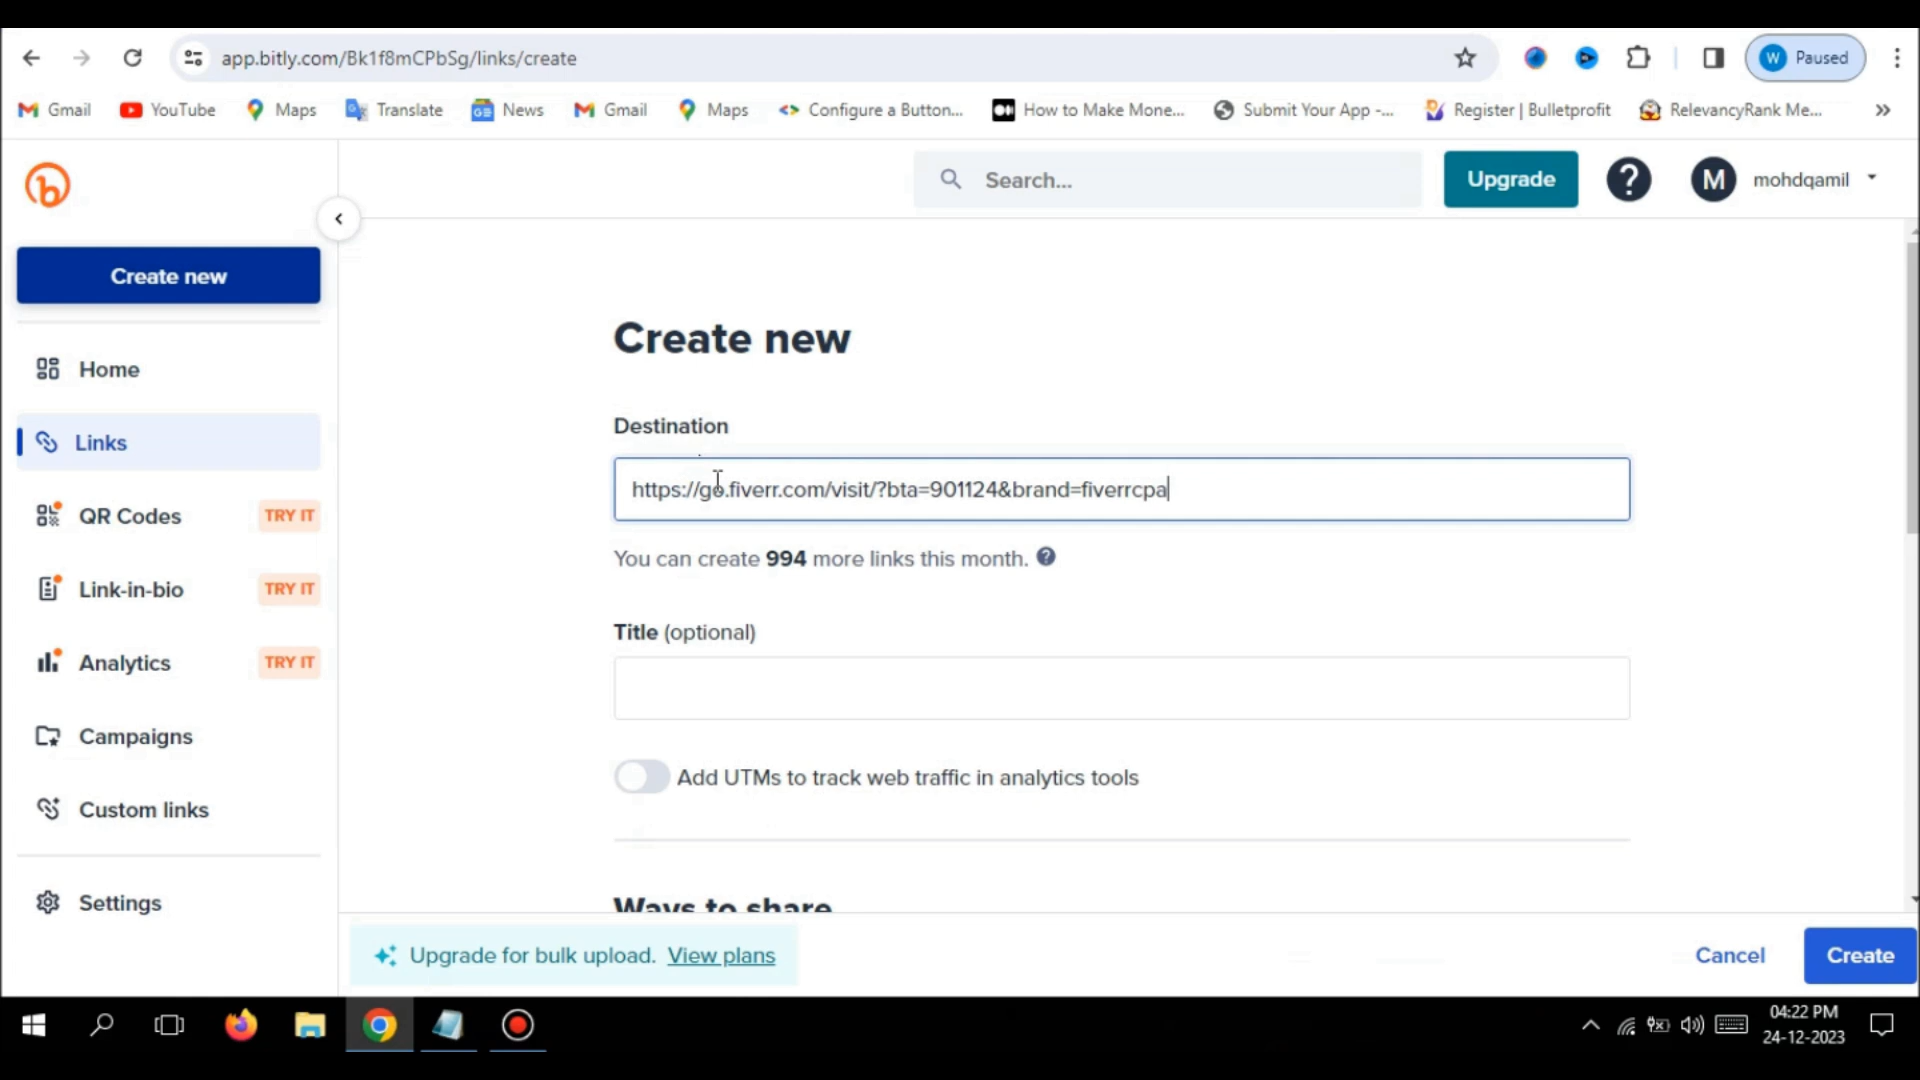 app.bitly.com/Bk1f8mCPbSg/links/create
W Paused
Gmail YouTube Maps Translate News Gmail Maps Configure a Button... How to Make Mone... Submit Your App -... Register | Bulletprofit RelevancyRank Me... »
Search... Upgrade ? M mohdqamil
Create new
Home
Links
QR Codes TRY IT
Link-in-bio TRY IT
Analytics TRY IT
Campaigns
Custom links
Settings
Create new
Destination
https://go.fiverr.com/visit/?bta=901124&brand=fiverrcpa
You can create 994 more links this month. ?
Title (optional)
Add UTMs to track web traffic in analytics tools
Ways to share
Upgrade for bulk upload. View plans
Cancel Create
04:22 PM
24-12-2023